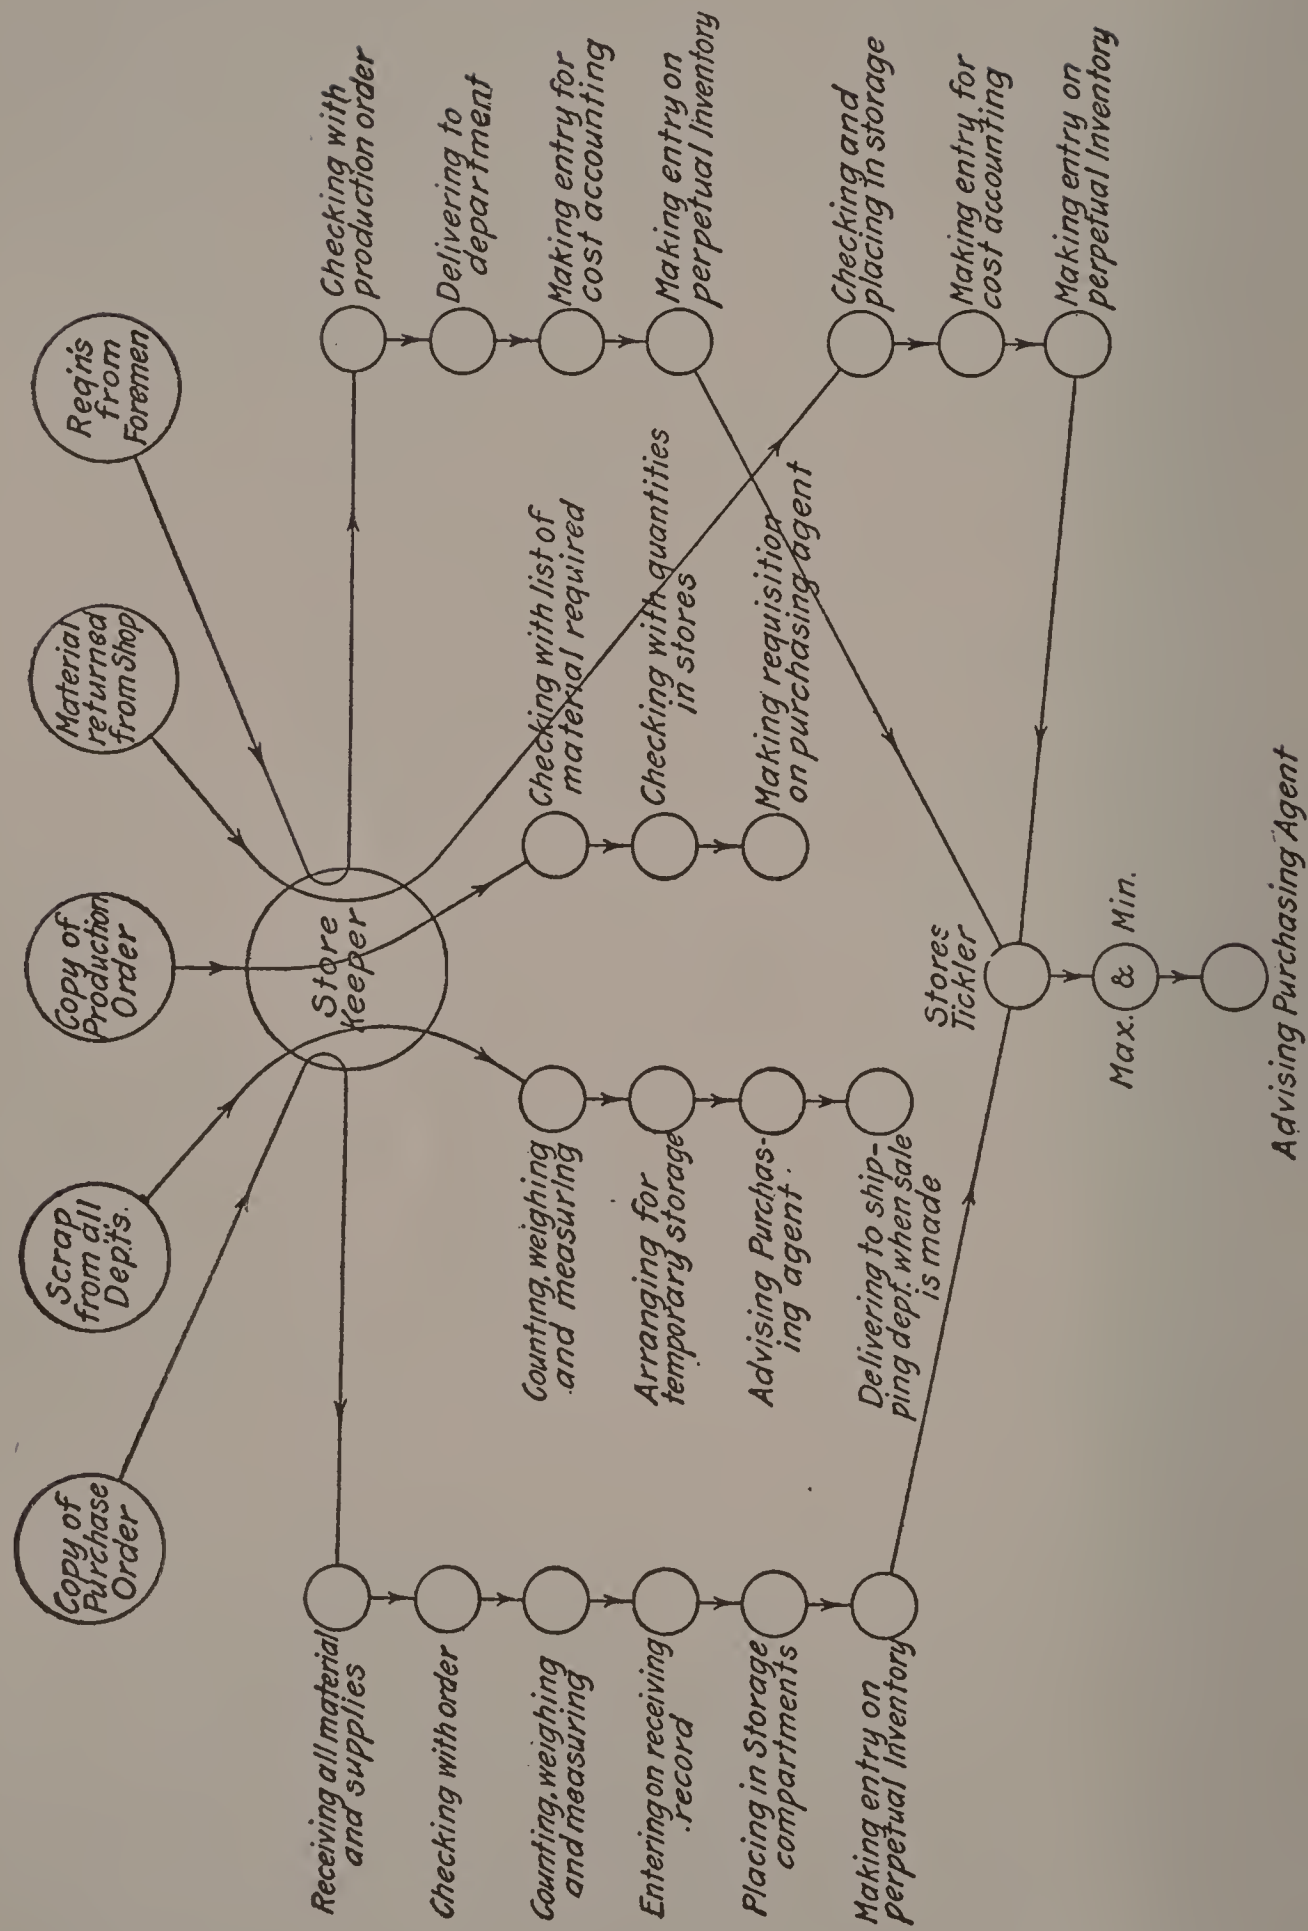 Copy of
Purchase
Order
Scrap
from all
Dep,ts.
Copy of
Production
Order
Material
returned
from Shop
Req'ns
from
Foremen
Store
Keeper
Receiving all material
and supplies
Checking with order
Counting, weighing
and measuring
Entering on receiving
record
Placing in Storage
compartments
Making entry on
perpetual Inventory
Counting, weighing
and measuring
Arranging for
temporary storage
Advising Purchas-
ing agent
Delivering to ship-
ping dept. when sale
is made
Checking with list of
material required
Checking with quantities
in stores
Making requisition
on purchasing agent
Checking with
production order
Delivering to
department
Making entry for
cost accounting
Making entry on
perpetual Inventory
Checking and
placing in storage
Making entry for
cost accounting
Making entry on
perpetual Inventory
Stores
Tickler
Max. & Min.
Advising Purchasing Agent